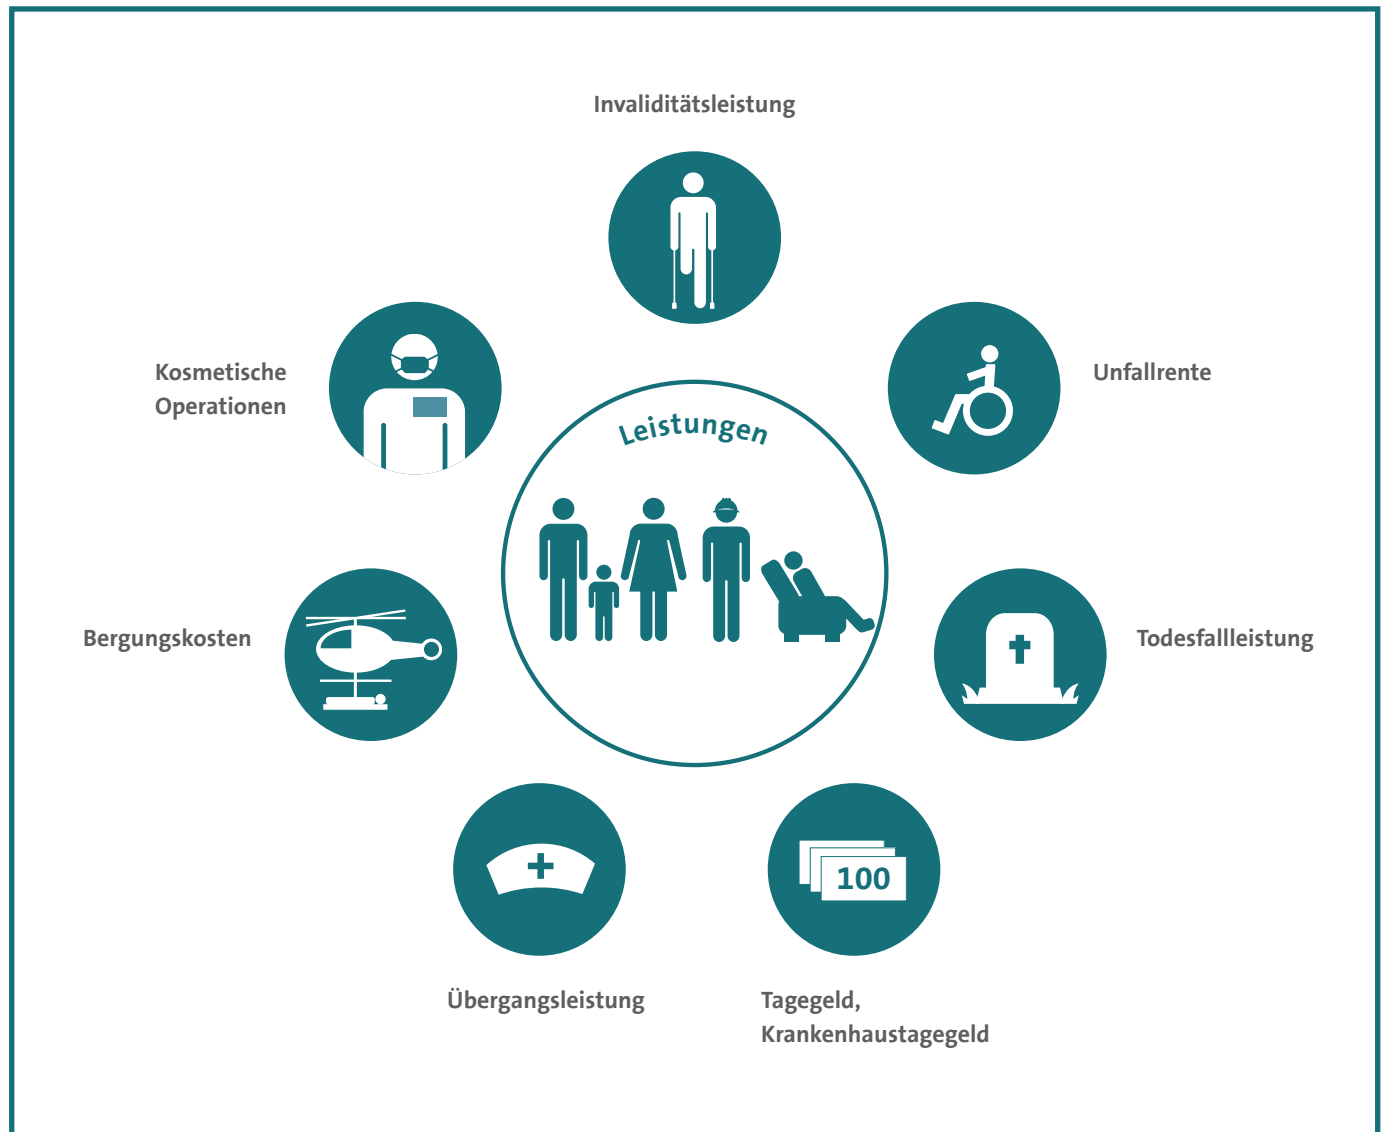 Invaliditätsleistung
Kosmetische
Operationen
Unfallrente
Leistungen
Bergungskosten
Todesfallleistung
100
Übergangsleistung
Tagegeld,
Krankenhaustagegeld